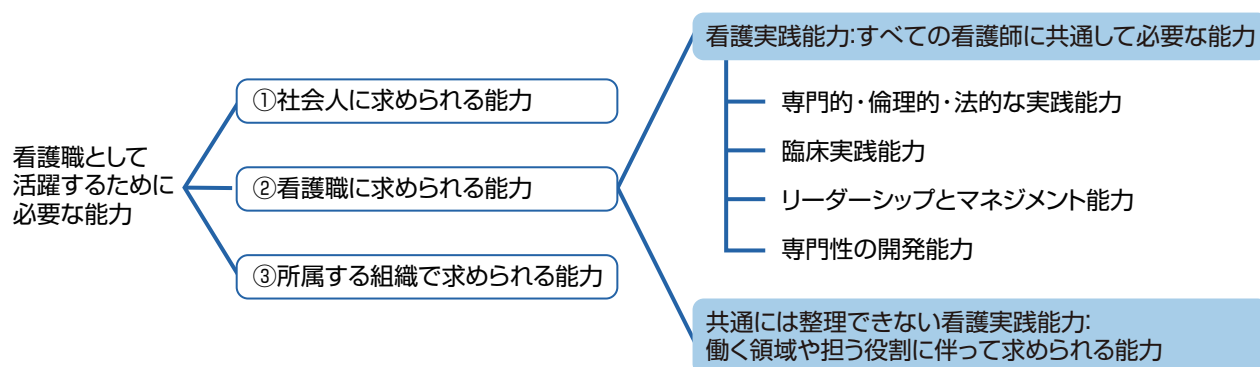 看護職として
活躍するために
必要な能力
①社会人に求められる能力
②看護職に求められる能力
③所属する組織で求められる能力
看護実践能力:すべての看護師に共通して必要な能力
専門的・倫理的・法的な実践能力
臨床実践能力
リーダーシップとマネジメント能力
専門性の開発能力
共通には整理できない看護実践能力:
働く領域や担う役割に伴って求められる能力